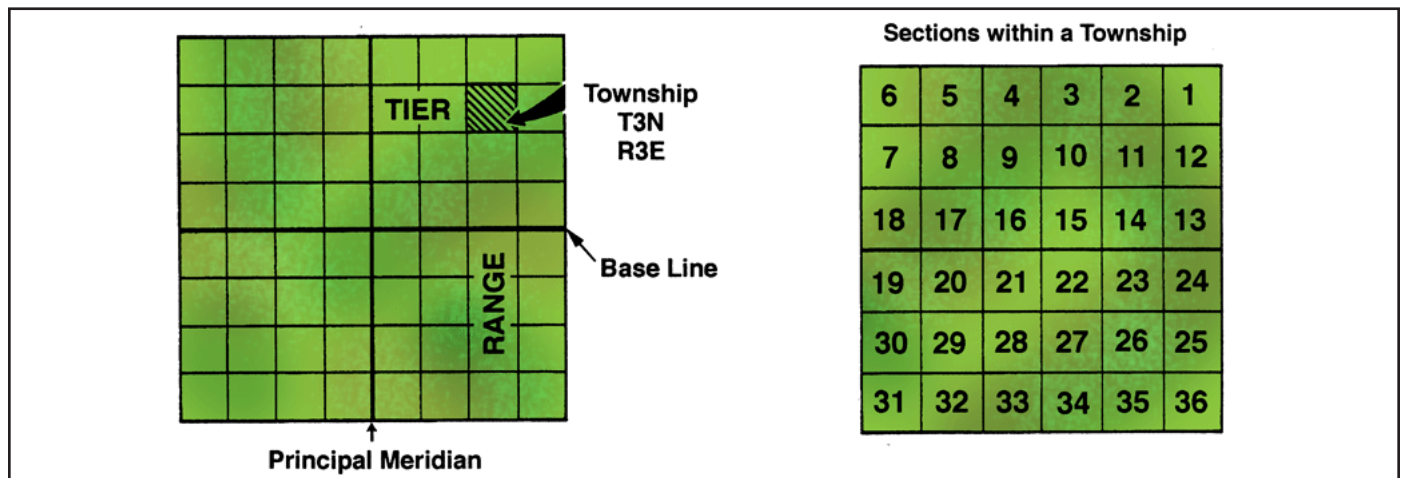 Sections within a Township
TIER
Township
T3N
R3E
Base Line
RANGE
Principal Meridian
6 5 4 3 2 1
7 8 9 10 11 12
18 17 16 15 14 13
19 20 21 22 23 24
30 29 28 27 26 25
31 32 33 34 35 36